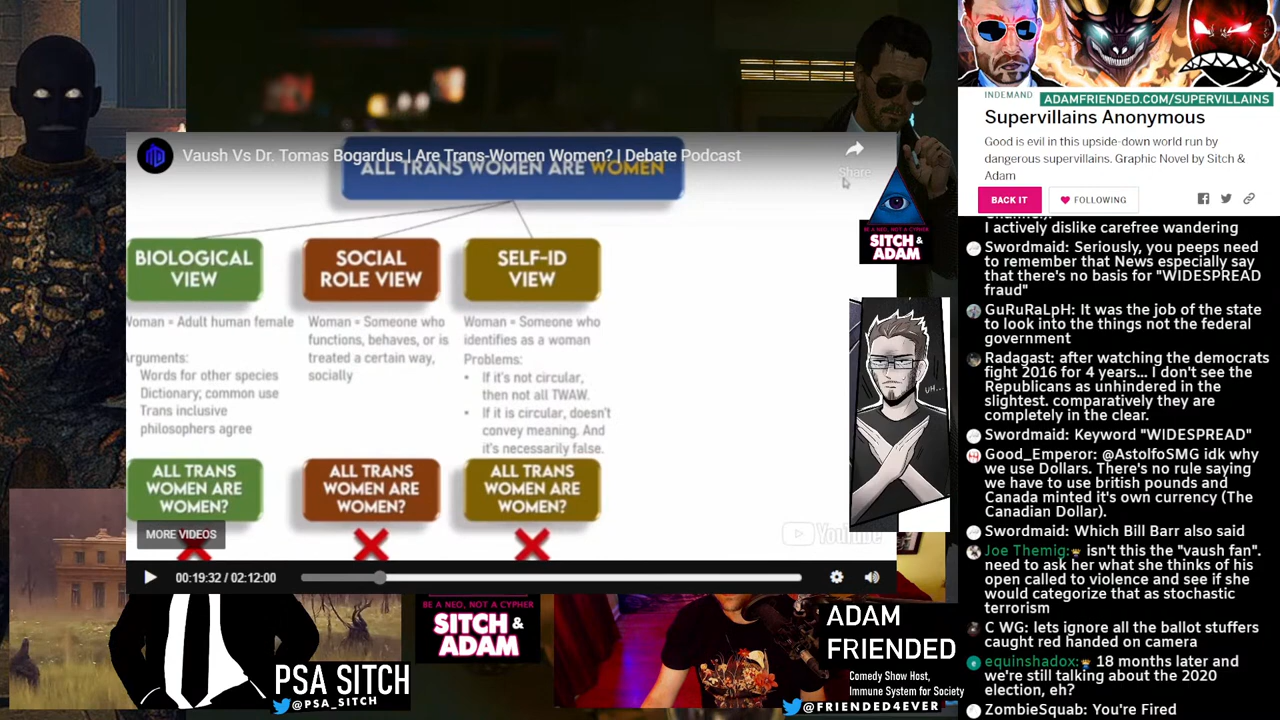 Vaush Vs Dr. Tomas Bogardus | Are Trans-Women Women? | Debate Podcast
Share
ALL TRANS WOMEN ARE WOMEN
BIOLOGICAL
VIEW
Woman = Adult human female
Arguments:
Words for other species
Dictionary; common use
Trans inclusive
philosophers agree
ALL TRANS
WOMEN ARE
WOMEN?
SOCIAL
ROLE VIEW
Woman = Someone who
functions, behaves, or is
treated a certain way,
socially
ALL TRANS
WOMEN ARE
WOMEN?
SELF-ID
VIEW
Woman = Someone who
identifies as a woman
Problems:
• If it's not circular,
then not all TWAW.
• If it is circular, doesn't
convey meaning. And
it's necessarily false.
ALL TRANS
WOMEN ARE
WOMEN?
MORE VIDEOS
YouTube
00:19:32 / 02:12:00
BE A NEO, NOT A CYPHER
SITCH &
ADAM
UH...
PSA SITCH
@PSA_SITCH
BE A NEO, NOT A CYPHER
SITCH &
ADAM
ADAM
FRIENDED
Comedy Show Host,
Immune System for Society
@FRIENDED4EVER
INDEMAND
ADAMFRIENDED.COM/SUPERVILLAINS
Supervillains Anonymous
Good is evil in this upside-down world run by
dangerous supervillains. Graphic Novel by Sitch &
Adam
BACK IT
FOLLOWING
I actively dislike carefree wandering
Swordmaid: Seriously, you peeps need
to remember that News especially say
that there's no basis for "WIDESPREAD
fraud"
GuRuRaLpH: It was the job of the state
to look into the things not the federal
government
Radagast: after watching the democrats
fight 2016 for 4 years... I don't see the
Republicans as unhindered in the
slightest. comparatively they are
completely in the clear.
Swordmaid: Keyword "WIDESPREAD"
Good_Emperor: @AstolfoSMG idk why
we use Dollars. There's no rule saying
we have to use british pounds and
Canada minted it's own currency (The
Canadian Dollar).
Swordmaid: Which Bill Barr also said
Joe Themig: isn't this the "vaush fan".
need to ask her what she thinks of his
open called to violence and see if she
would categorize that as stochastic
terrorism
C WG: lets ignore all the ballot stuffers
caught red handed on camera
equinshadox: 18 months later and
we're still talking about the 2020
election, eh?
ZombieSquab: You're Fired